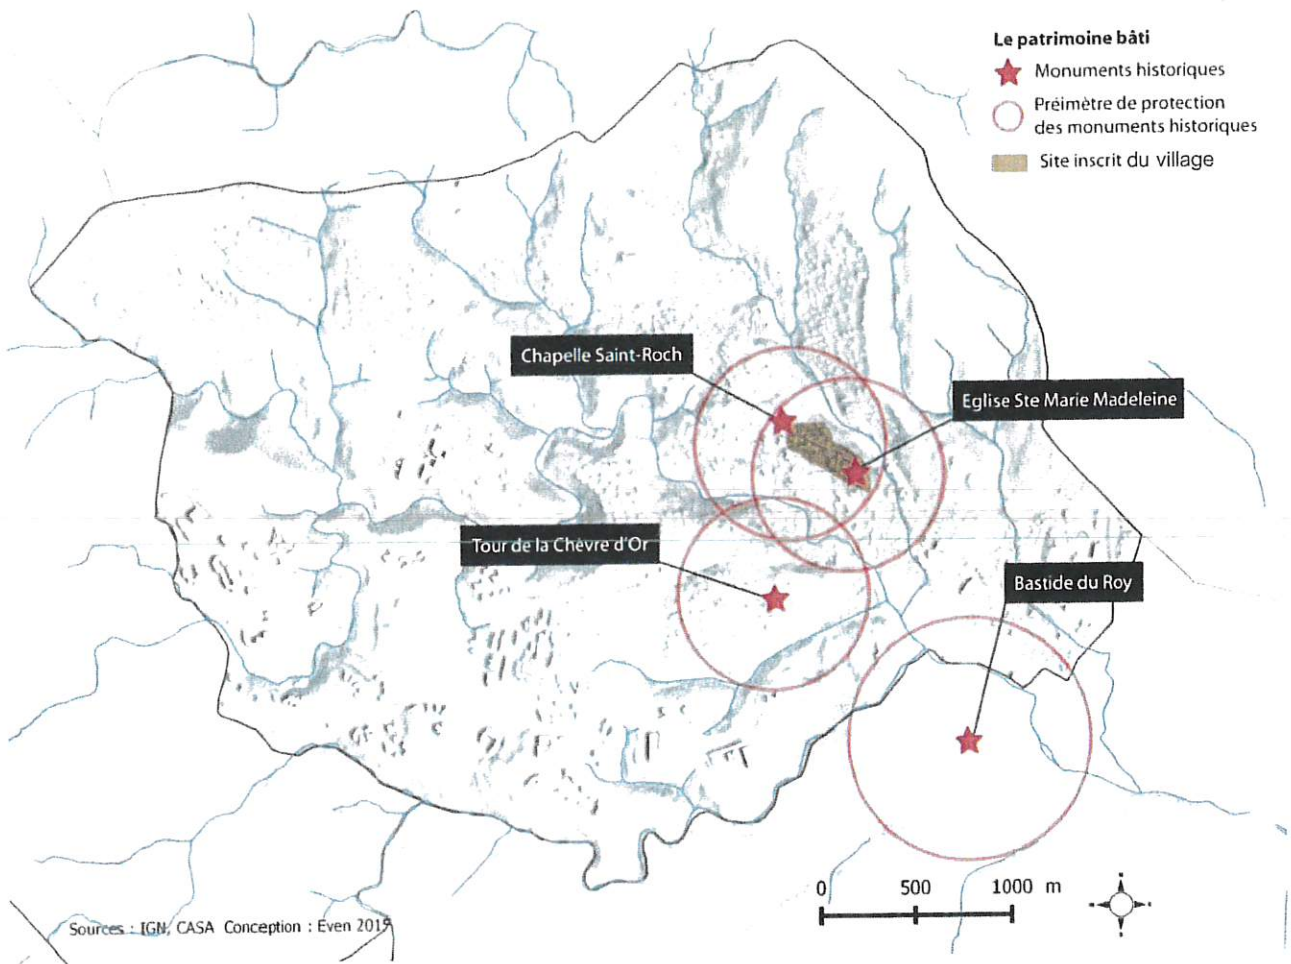 Le patrimoine bâti
Monuments historiques
Préimètre de protection
des monuments historiques
Site inscrit du village
Chapelle Saint-Roch
Eglise Ste Marie Madeleine
Tour de la Chèvre d'Or
Bastide du Roy
0 500 1000 m
Sources : IGN, CASA Conception : Even 2015